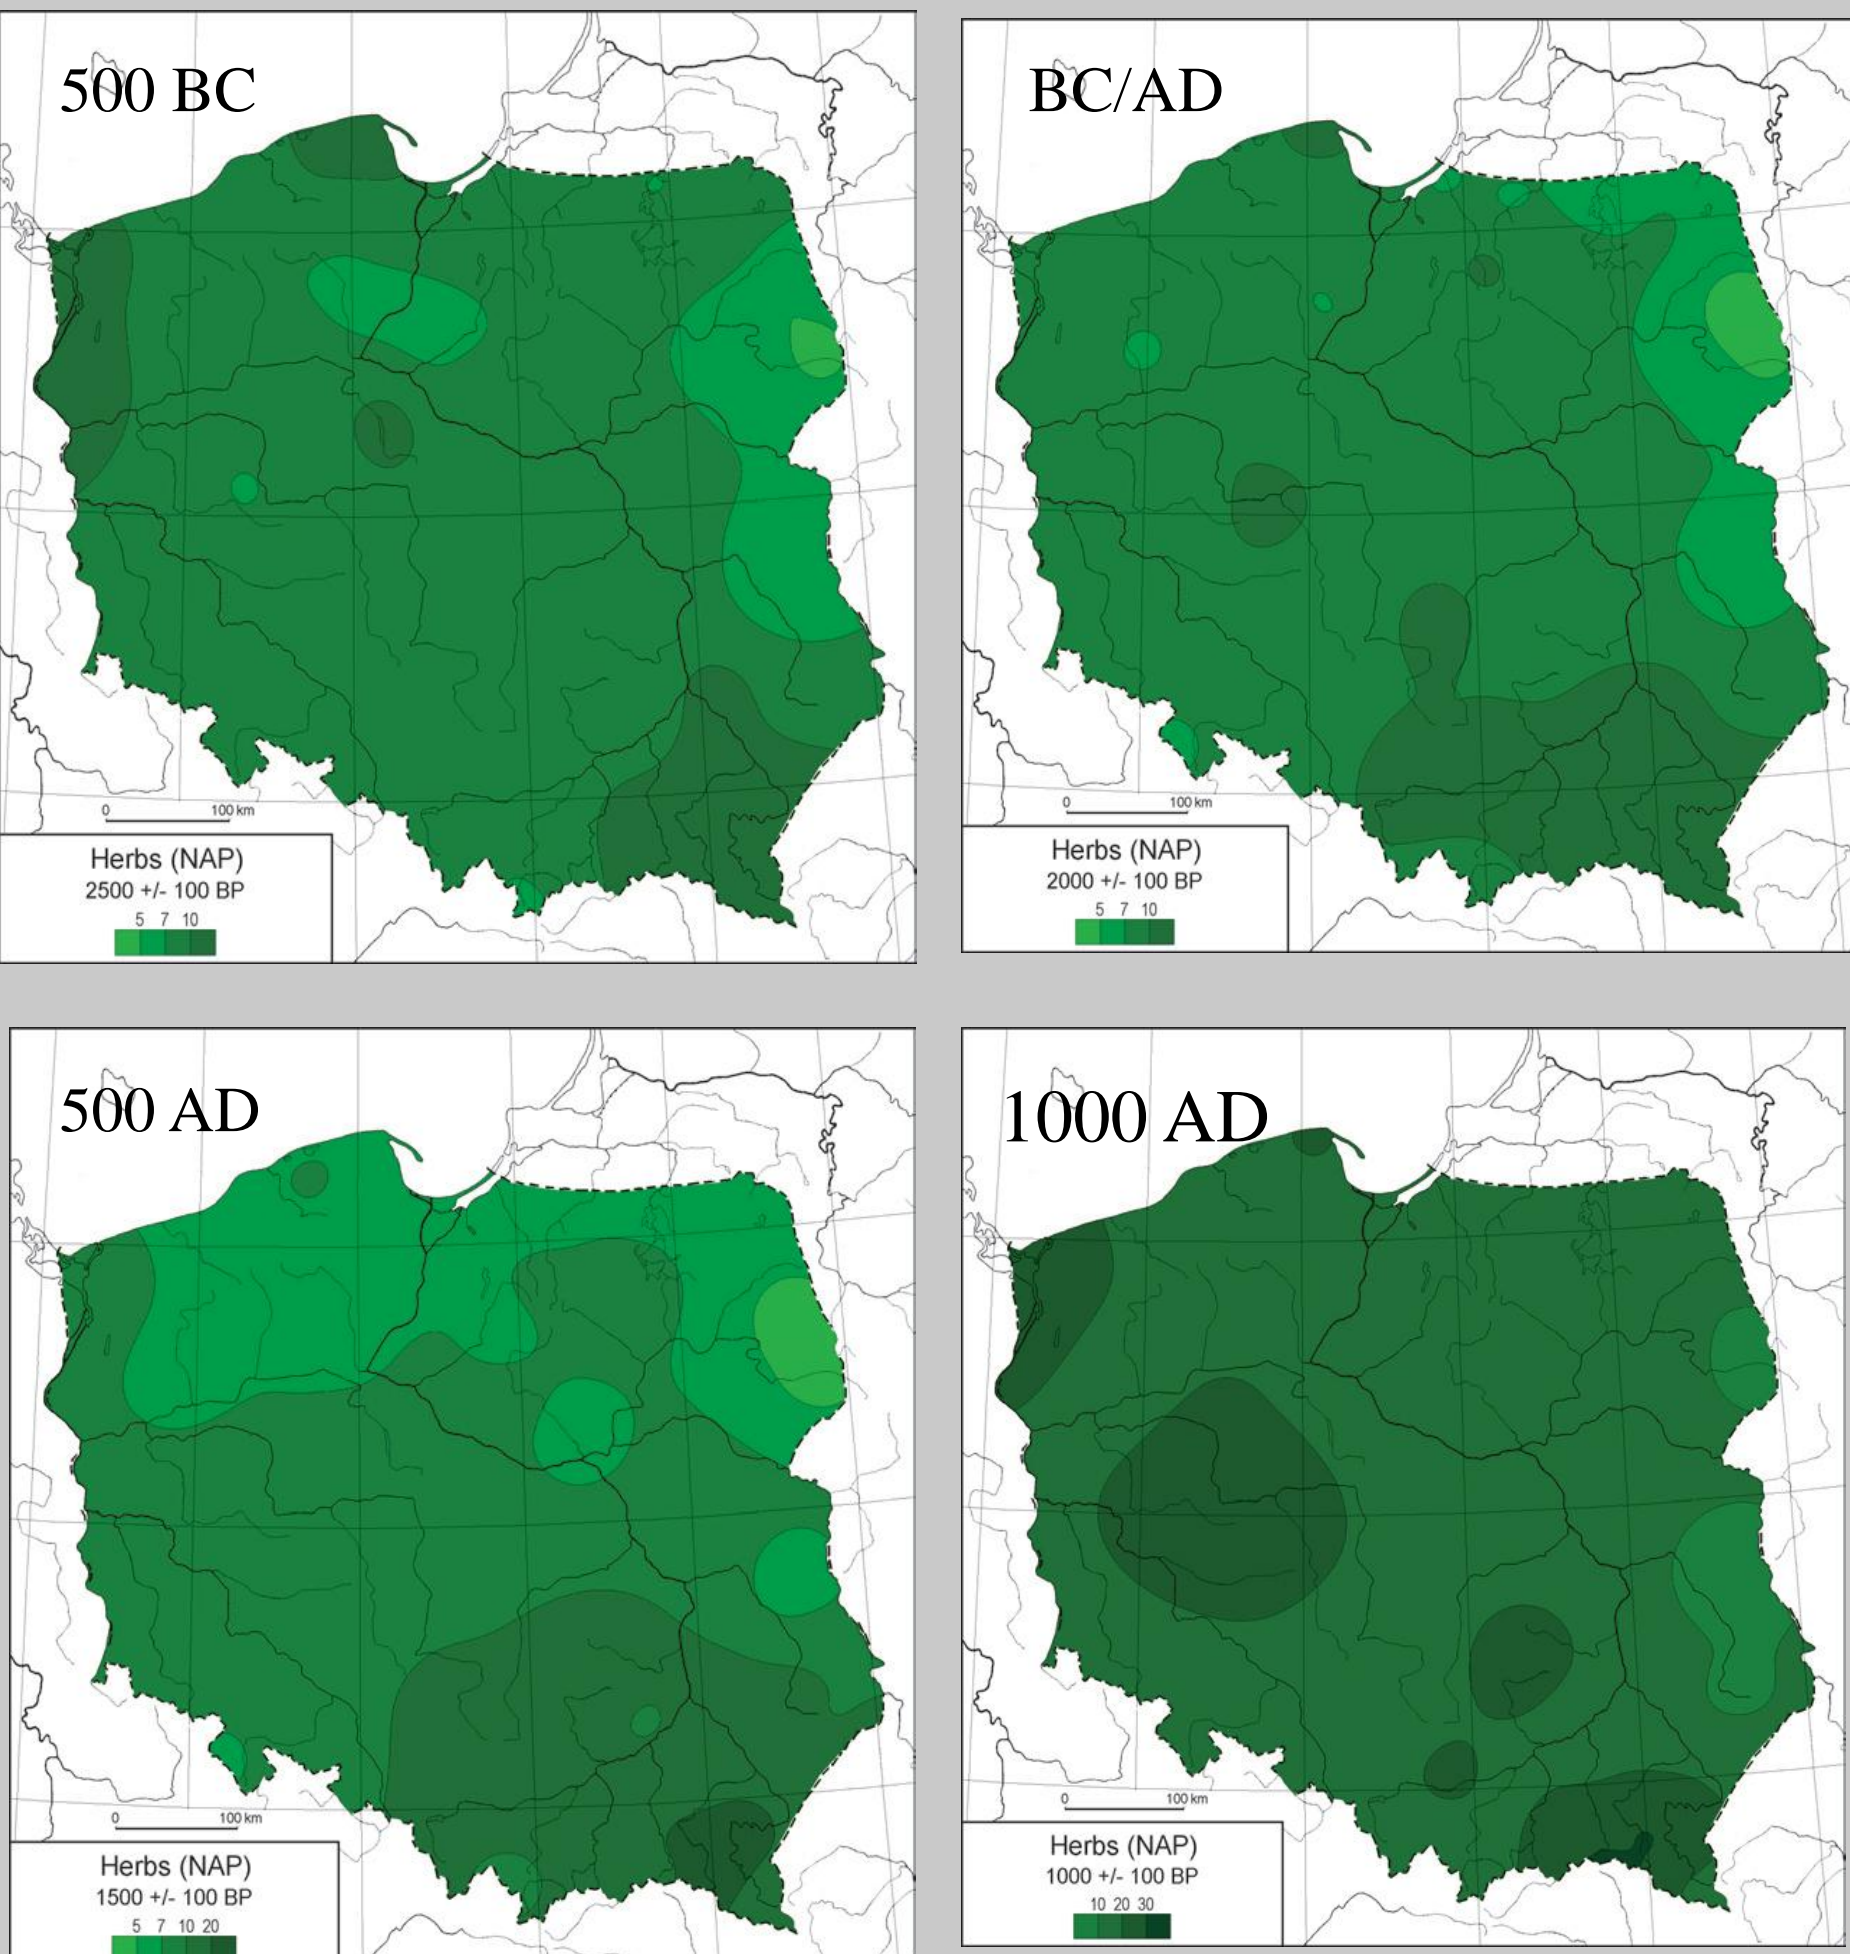 500 BC
0 100 km
Herbs (NAP)
2500 +/- 100 BP
5 7 10
BC/AD
0 100 km
Herbs (NAP)
2000 +/- 100 BP
5 7 10
500 AD
0 100 km
Herbs (NAP)
1500 +/- 100 BP
5 7 10 20
1000 AD
0 100 km
Herbs (NAP)
1000 +/- 100 BP
10 20 30